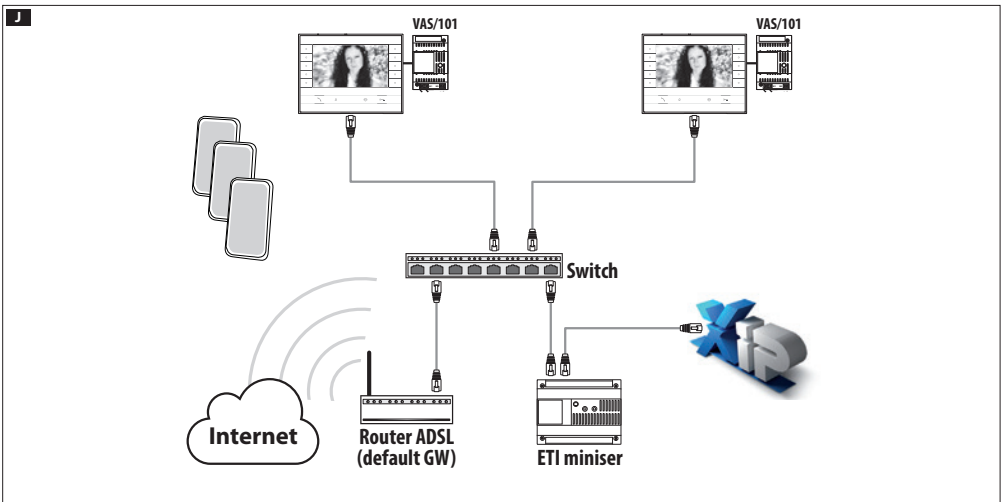 J
VAS/101
VAS/101
Switch
Xip
Internet
Router ADSL
(default GW)
ETI miniser